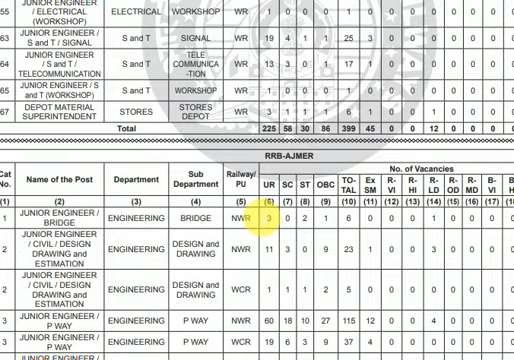 55 JUNIOR ENGINEER / ELECTRICAL (WORKSHOP) ELECTRICAL WORKSHOP WR 1 0 0 0 1 0 0 0 0 0 0 0
63 JUNIOR ENGINEER / S and T / SIGNAL S and T SIGNAL WR 19 4 1 1 25 3 0 0 0 0 0 0
64 JUNIOR ENGINEER / S and T / TELECOMMUNICATION S and T TELE COMMUNICA -TION WR 13 3 0 1 17 1 0 0 0 0 0 0
65 JUNIOR ENGINEER / S and T (WORKSHOP) S and T WORKSHOP WR 1 0 0 0 1 0 0 0 0 0 0 0
67 DEPOT MATERIAL SUPERINTENDENT STORES STORES DEPOT WR 3 1 1 1 6 1 0 0 1 0 0 0
Total 225 58 30 86 399 45 0 0 12 0 0 0
RRB-AJMER
Cat No. Name of the Post Department Sub Department Railway/ PU No. of Vacancies
UR SC ST OBC TO- TAL Ex SM R- VI R- HI R- LD R- OD R- MD B- VI B- H
(1) (2) (3) (4) (5) (6) (7) (8) (9) (10) (11) (12) (13) (14) (15) (16) (17)
1 JUNIOR ENGINEER / BRIDGE ENGINEERING BRIDGE NWR 3 0 2 1 6 0 0 1 0 0 0 0
2 JUNIOR ENGINEER / CIVIL / DESIGN DRAWING and ESTIMATION ENGINEERING DESIGN and DRAWING NWR 11 3 0 9 23 1 0 0 3 0 0 0
2 JUNIOR ENGINEER / CIVIL / DESIGN DRAWING and ESTIMATION ENGINEERING DESIGN and DRAWING WCR 1 1 1 2 5 0 0 0 0 0 0 0
3 JUNIOR ENGINEER / P WAY ENGINEERING P WAY NWR 60 18 10 27 115 12 0 0 4 0 0 0
3 JUNIOR ENGINEER / P WAY ENGINEERING P WAY WCR 19 6 3 9 37 4 0 0 1 0 0 0